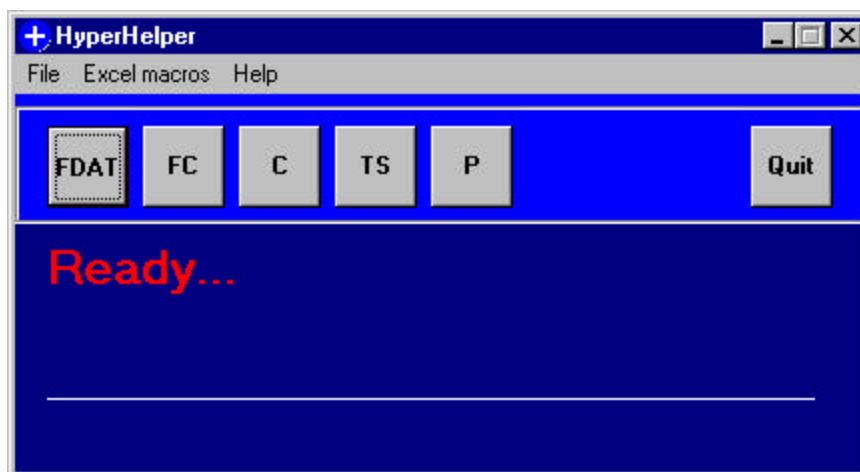 HyperHelper
File Excel macros Help
FDAT FC C TS P Quit
Ready...